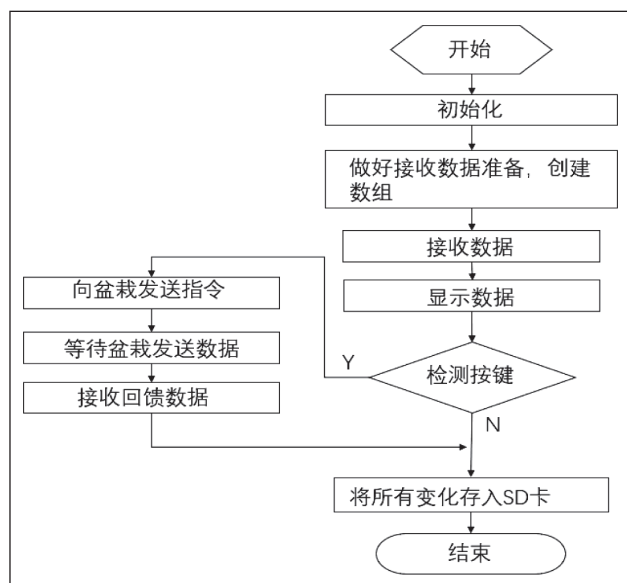 开始
初始化
做好接收数据准备，创建
数组
接收数据
显示数据
检测按键
Y
向盆栽发送指令
等待盆栽发送数据
接收回馈数据
N
将所有变化存入SD卡
结束